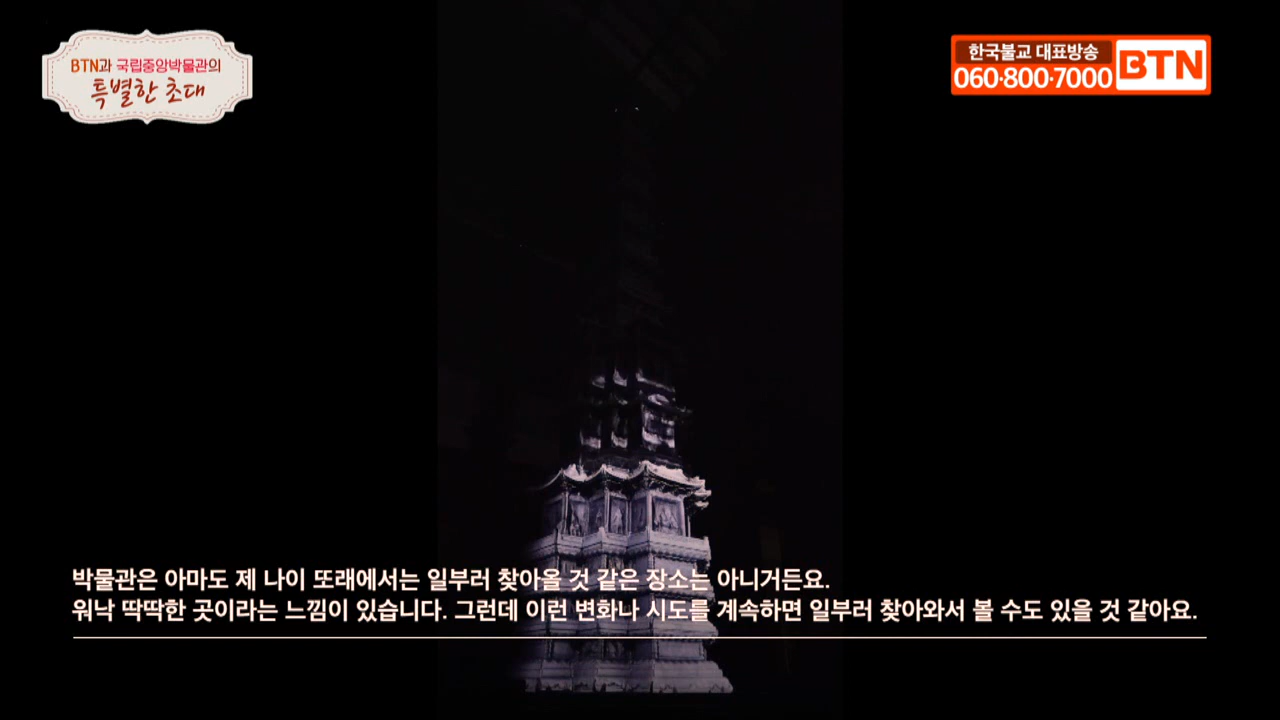 BTN과 국립중앙박물관의
특별한 초대
한국불교 대표방송
060·800·7000
BTN
박물관은 아마도 제 나이 또래에서는 일부러 찾아올 것 같은 장소는 아니거든요.
워낙 딱딱한 곳이라는 느낌이 있습니다. 그런데 이런 변화나 시도를 계속하면 일부러 찾아와서 볼 수도 있을 것 같아요.